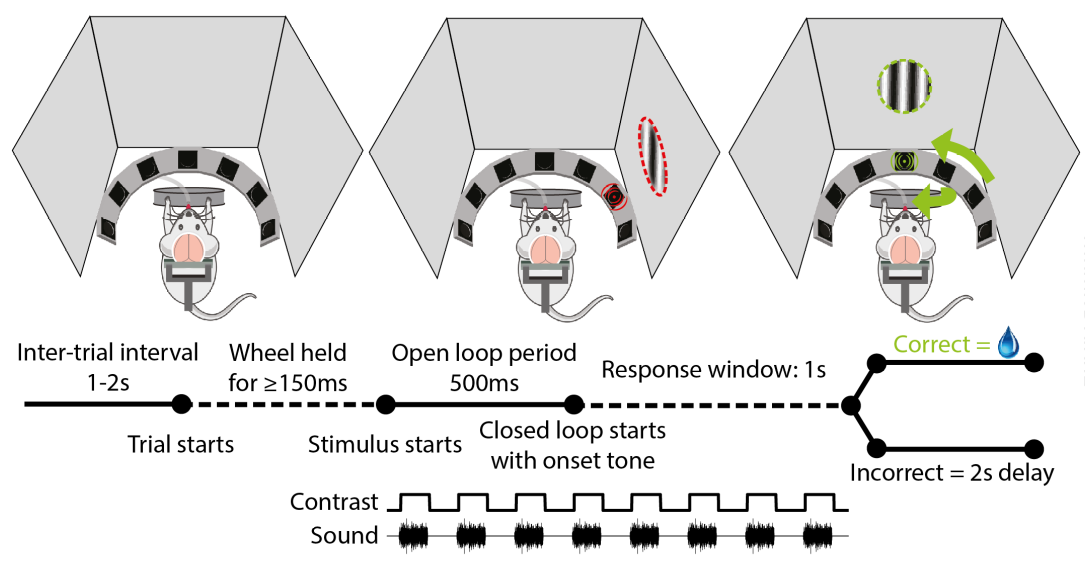 Inter-trial interval
1-2s
Wheel held
for ≥150ms
Open loop period
500ms
Response window: 1s
Correct =
Trial starts
Stimulus starts
Closed loop starts
with onset tone
Incorrect = 2s delay
Contrast
Sound